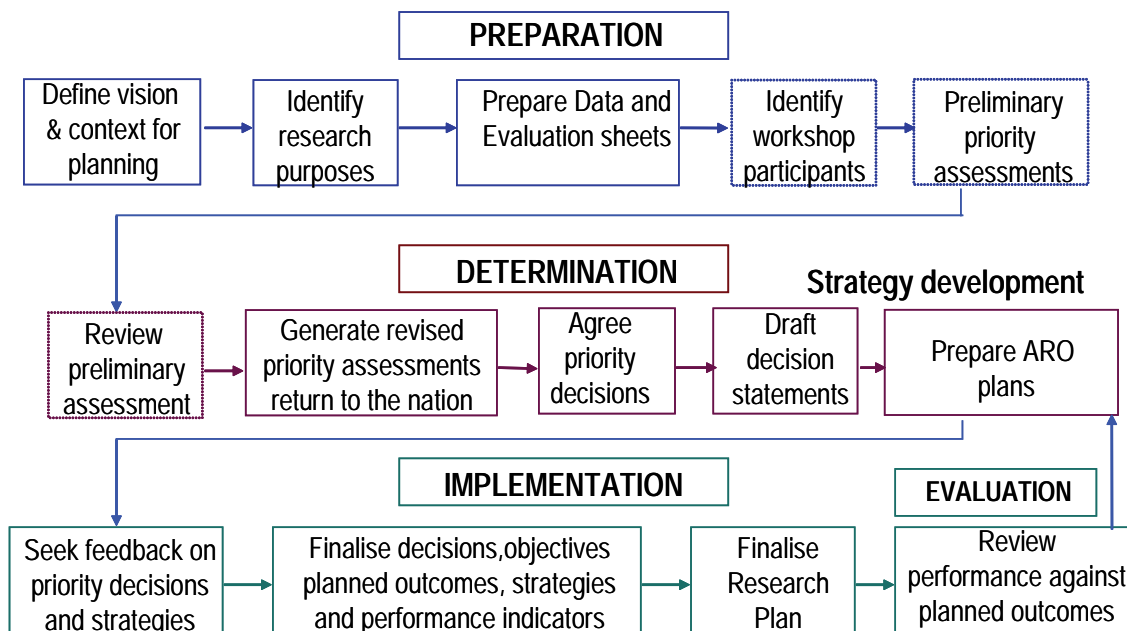 PREPARATION
Define vision
& context for
planning
Identify
research
purposes
Prepare Data and
Evaluation sheets
Identify
workshop
participants
Preliminary
priority
assessments
DETERMINATION
Strategy development
Review
preliminary
assessment
Generate revised
priority assessments
return to the nation
Agree
priority
decisions
Draft
decision
statements
Prepare ARO
plans
IMPLEMENTATION
EVALUATION
Seek feedback on
priority decisions
and strategies
Finalise decisions,objectives
planned outcomes, strategies
and performance indicators
Finalise
Research
Plan
Review
performance against
planned outcomes